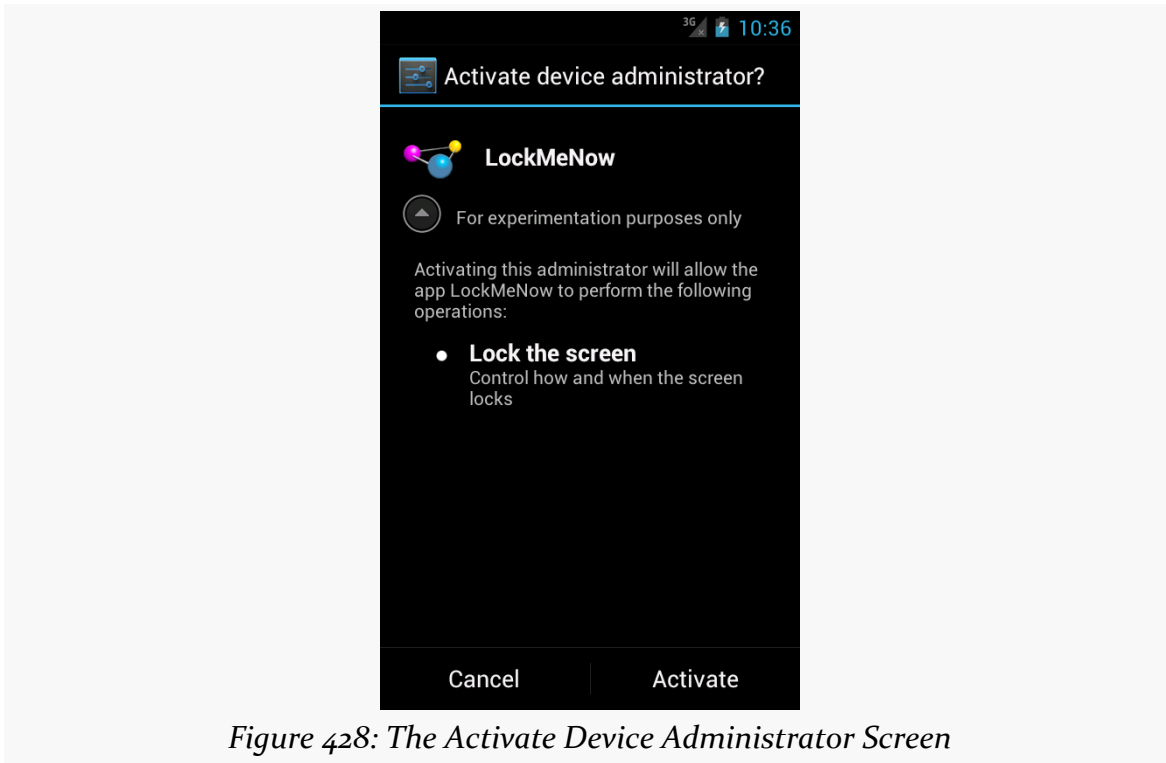 3G 10:36
Activate device administrator?
LockMeNow
For experimentation purposes only
Activating this administrator will allow the
app LockMeNow to perform the following
operations:
Lock the screen
Control how and when the screen
locks
Cancel Activate
Figure 428: The Activate Device Administrator Screen